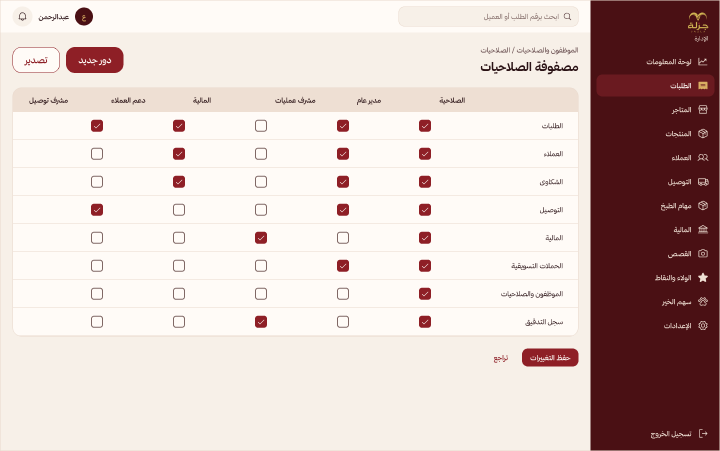 جزلة
الإدارة
لوحة المعلومات
الطلبات
المتاجر
المنتجات
العملاء
التوصيل
مهام الطبخ
المالية
القصص
الولاء والنقاط
سهم الخير
الإعدادات
تسجيل الخروج
ابحث برقم الطلب أو العميل
عبدالرحمن
ع
الموظفون والصلاحيات / الصلاحيات
مصفوفة الصلاحيات
دور جديد
تصدير
الصلاحية مدير عام مشرف عمليات المالية دعم العملاء مشرف توصيل
الطلبات
العملاء
الشكاوى
التوصيل
المالية
الحملات التسويقية
الموظفون والصلاحيات
سجل التدقيق
حفظ التغييرات
تراجع